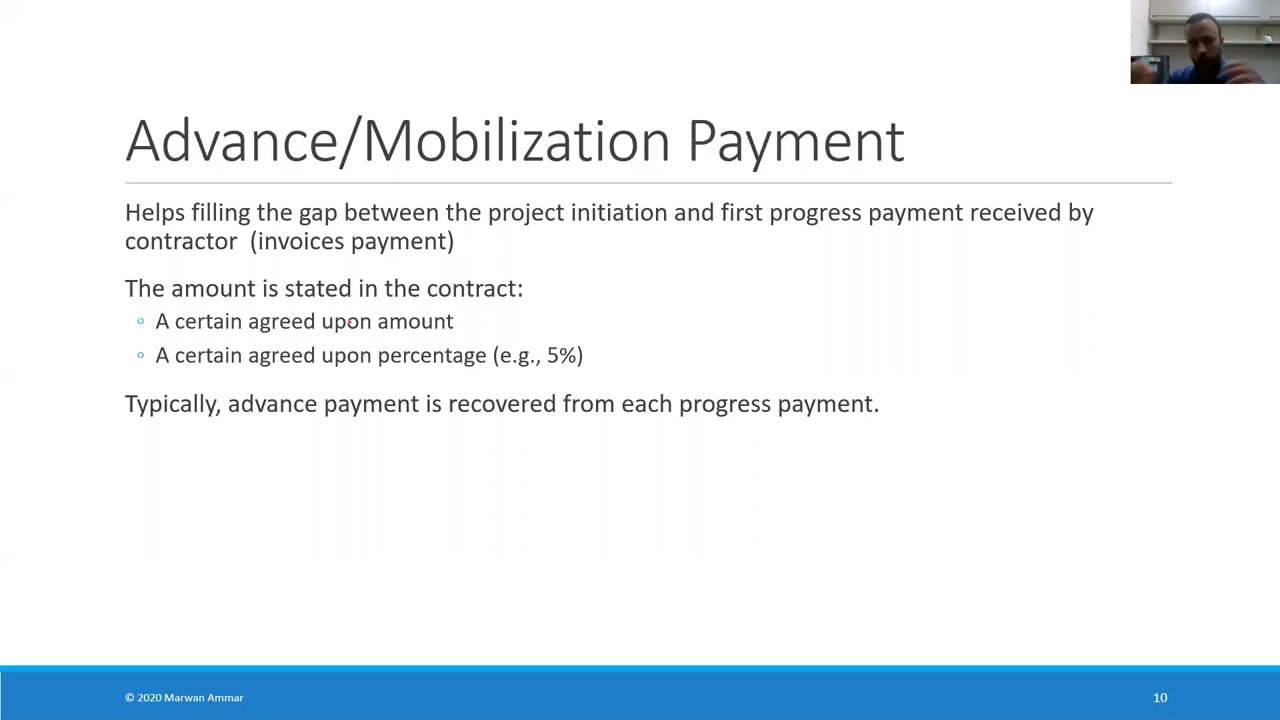 Advance/Mobilization Payment
Helps filling the gap between the project initiation and first progress payment received by
contractor (invoices payment)
The amount is stated in the contract:
◦ A certain agreed upon amount
◦ A certain agreed upon percentage (e.g., 5%)
Typically, advance payment is recovered from each progress payment.
© 2020 Marwan Ammar
10